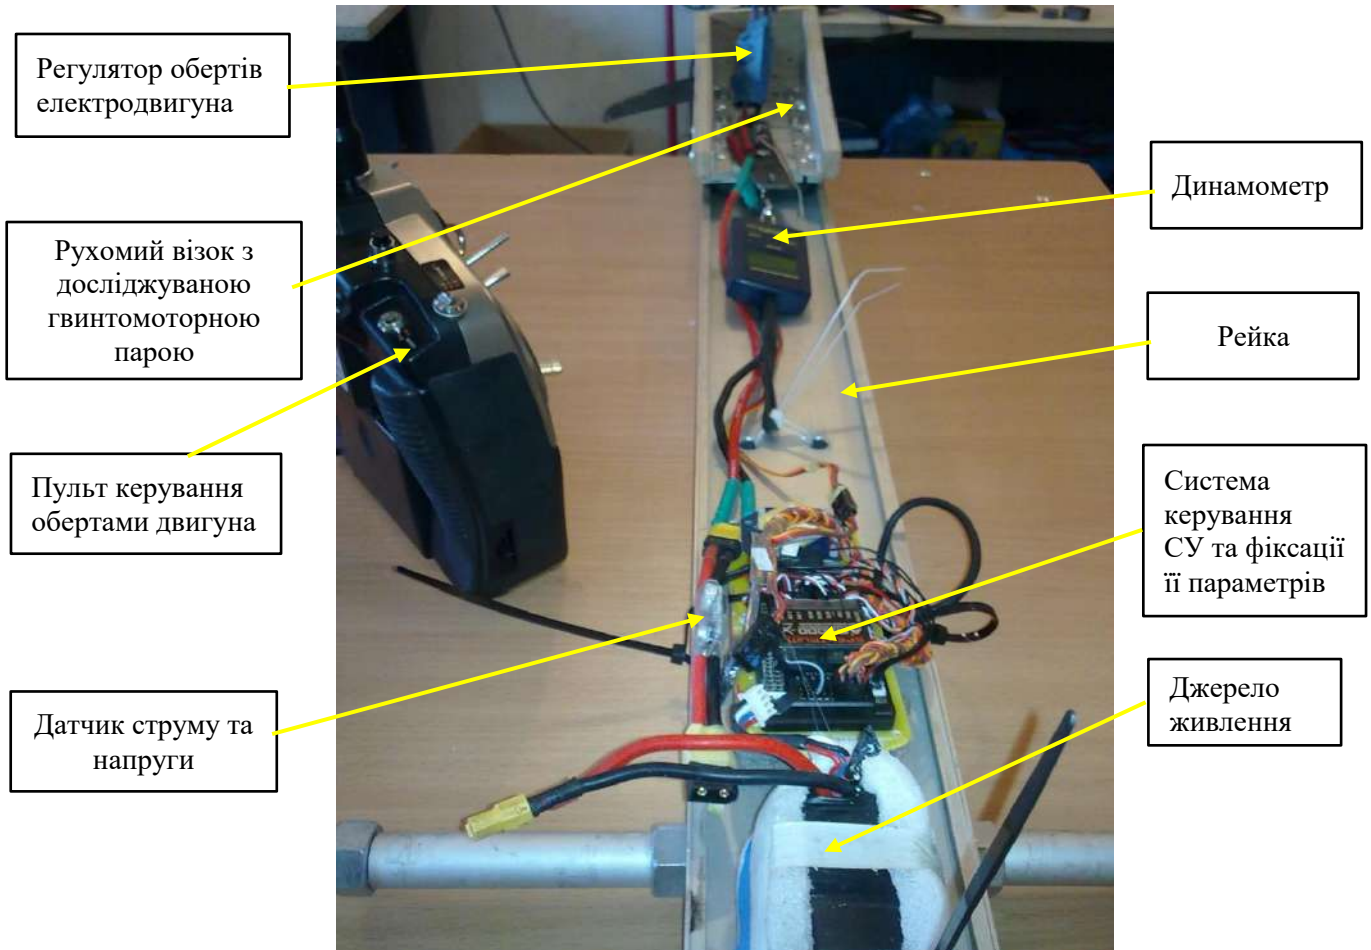 Регулятор обертів
електродвигуна
Рухомий візок з
досліджуваною
гвинтомоторною
парою
Пульт керування
обертами двигуна
Датчик струму та
напруги
Динамометр
Рейка
Система
керування
СУ та фіксації
її параметрів
Джерело
живлення